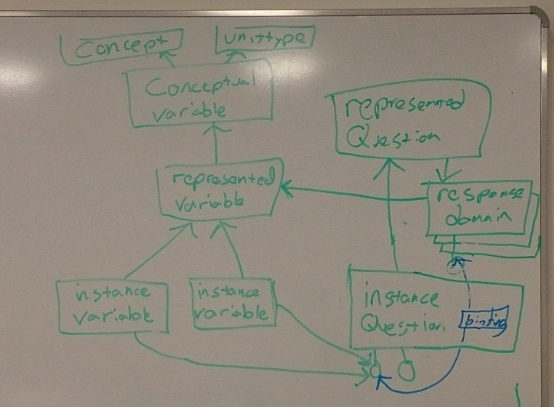 Concept
unittype
Conceptual
variable
represented
Question
represented
variable
response
domain
instance
variable
instance
variable
instance
Question
binding